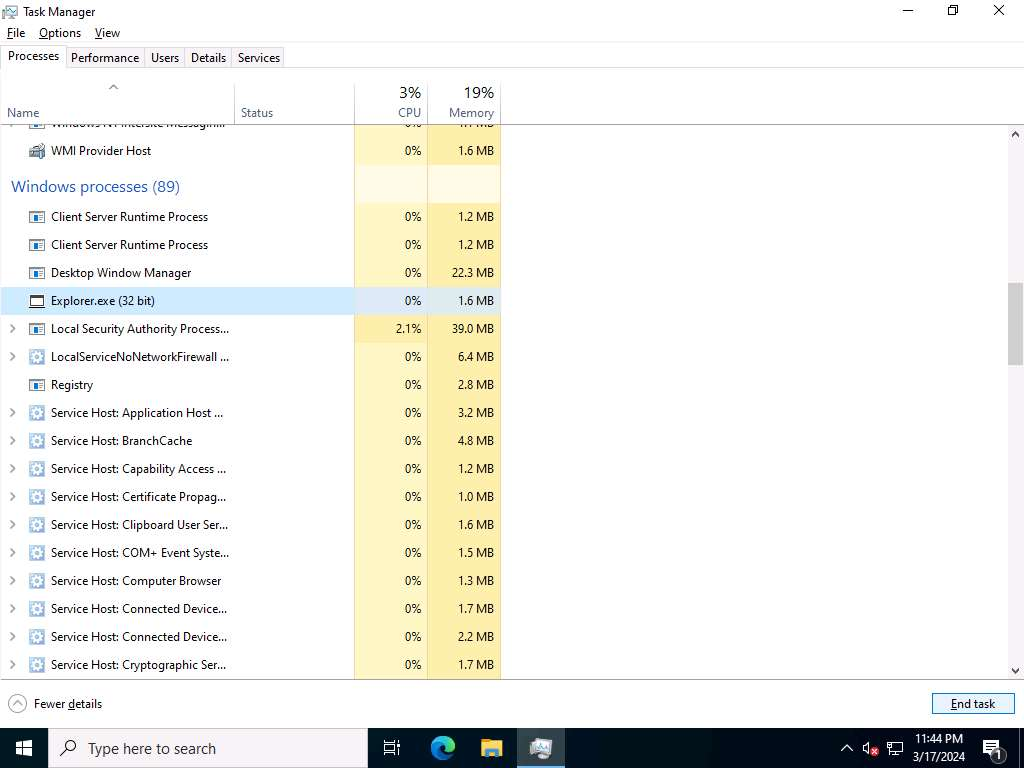 Task Manager
File Options View
Processes Performance Users Details Services
3% 19%
Name Status CPU Memory
WMI Provider Host 0% 1.6 MB
Windows processes (89)
Client Server Runtime Process 0% 1.2 MB
Client Server Runtime Process 0% 1.2 MB
Desktop Window Manager 0% 22.3 MB
Explorer.exe (32 bit) 0% 1.6 MB
Local Security Authority Process... 2.1% 39.0 MB
LocalServiceNoNetworkFirewall ... 0% 6.4 MB
Registry 0% 2.8 MB
Service Host: Application Host ... 0% 3.2 MB
Service Host: BranchCache 0% 4.8 MB
Service Host: Capability Access ... 0% 1.2 MB
Service Host: Certificate Propag... 0% 1.0 MB
Service Host: Clipboard User Ser... 0% 1.6 MB
Service Host: COM+ Event Syste... 0% 1.5 MB
Service Host: Computer Browser 0% 1.3 MB
Service Host: Connected Device... 0% 1.7 MB
Service Host: Connected Device... 0% 2.2 MB
Service Host: Cryptographic Ser... 0% 1.7 MB
Fewer details End task
Type here to search
11:44 PM
3/17/2024
1